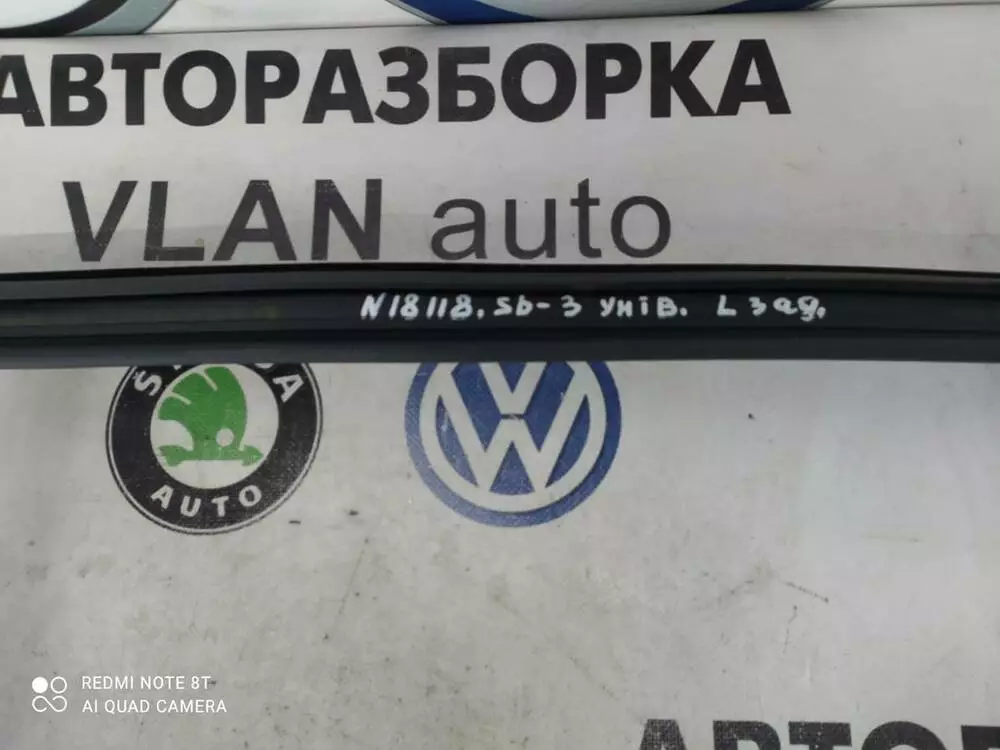 АВТОРАЗБОРКА
VLAN auto
N18118. Sb-3 УНІВ. L зад.
AUTO
REDMI NOTE 8T
AI QUAD CAMERA